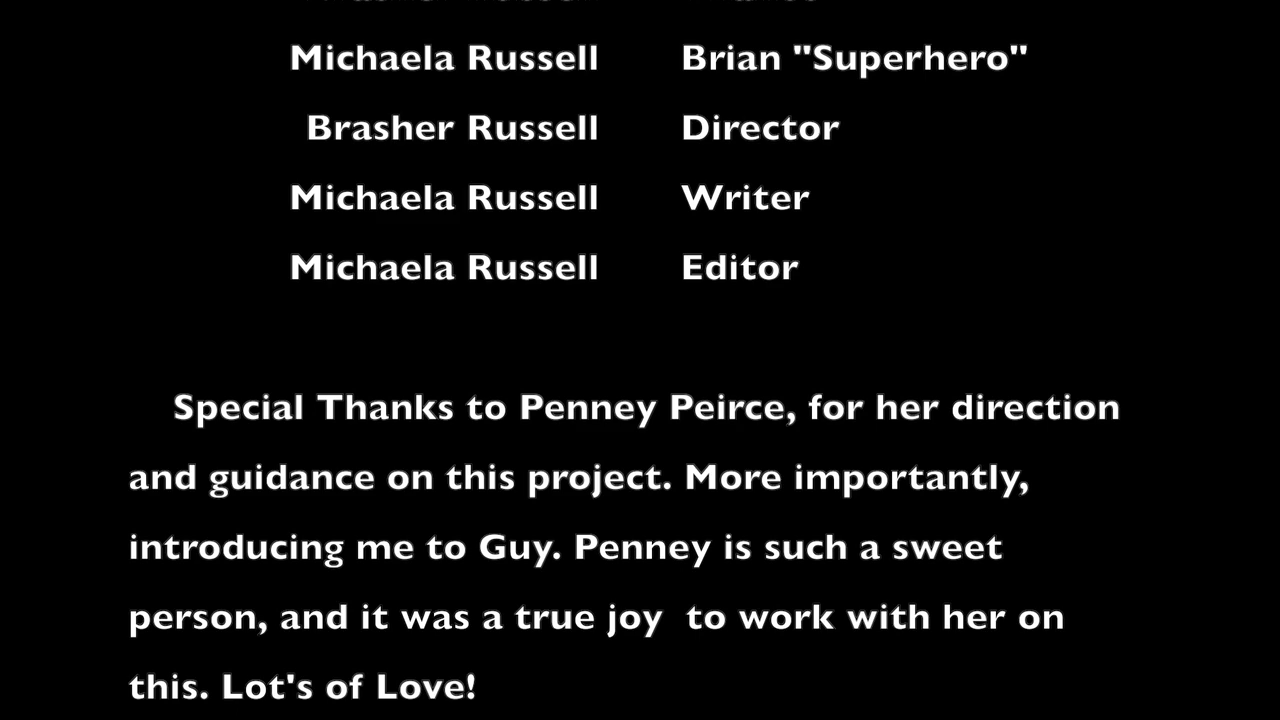 Michaela Russell Brian "Superhero"
Brasher Russell Director
Michaela Russell Writer
Michaela Russell Editor
Special Thanks to Penney Peirce, for her direction
and guidance on this project. More importantly,
introducing me to Guy. Penney is such a sweet
person, and it was a true joy  to work with her on
this. Lot's of Love!